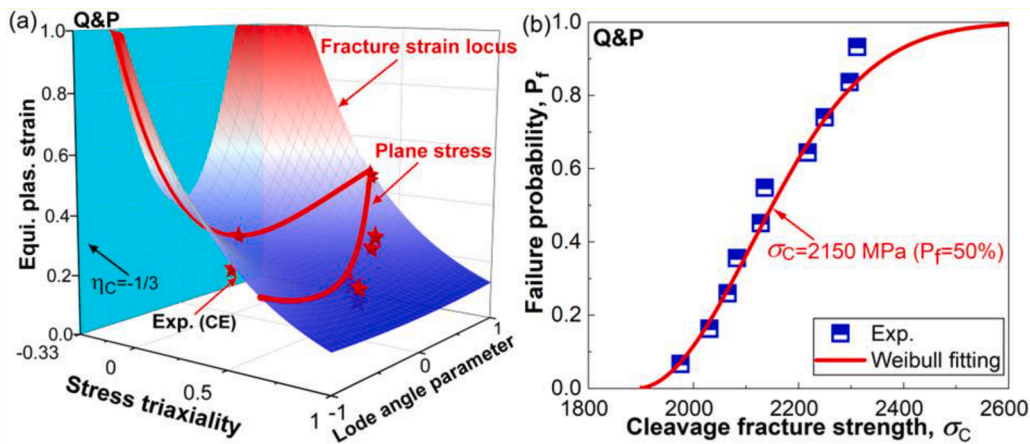 (a)
Q&P
1.0
0.8
0.6
0.4
0.2
0.0
Equi. plas. strain
Fracture strain locus
Plane stress
ηC=-1/3
Exp. (CE)
-0.33
0
0.5
1
Stress triaxiality
-1
0
1
Lode angle parameter
(b)
Q&P
1.0
0.8
0.6
0.4
0.2
0.0
Failure probability, Pf
σC=2150 MPa (Pf=50%)
Exp.
Weibull fitting
1800
2000
2200
2400
2600
Cleavage fracture strength, σC